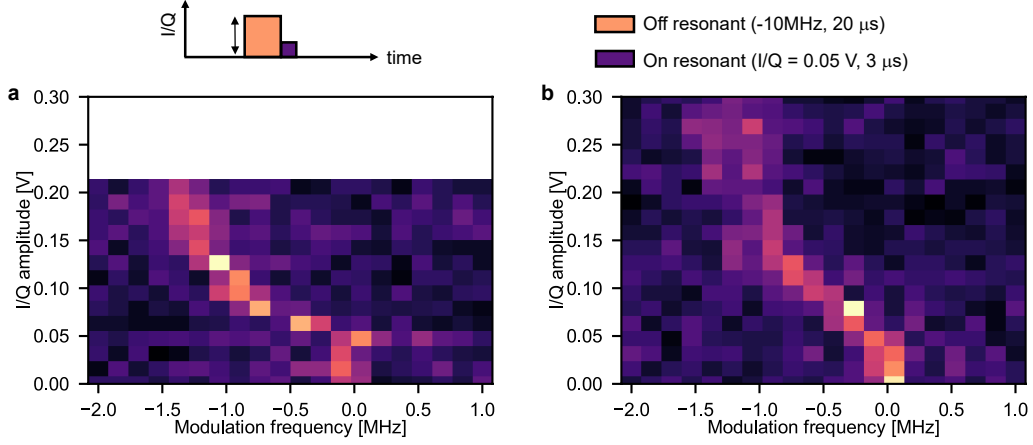 I/Q
time
Off resonant (-10MHz, 20 μs)
On resonant (I/Q = 0.05 V, 3 μs)
a
I/Q amplitude [V]
0.30
0.25
0.20
0.15
0.10
0.05
0.00
−2.0 −1.5 −1.0 −0.5 0.0 0.5 1.0
Modulation frequency [MHz]
b
I/Q amplitude [V]
0.30
0.25
0.20
0.15
0.10
0.05
0.00
−2.0 −1.5 −1.0 −0.5 0.0 0.5 1.0
Modulation frequency [MHz]